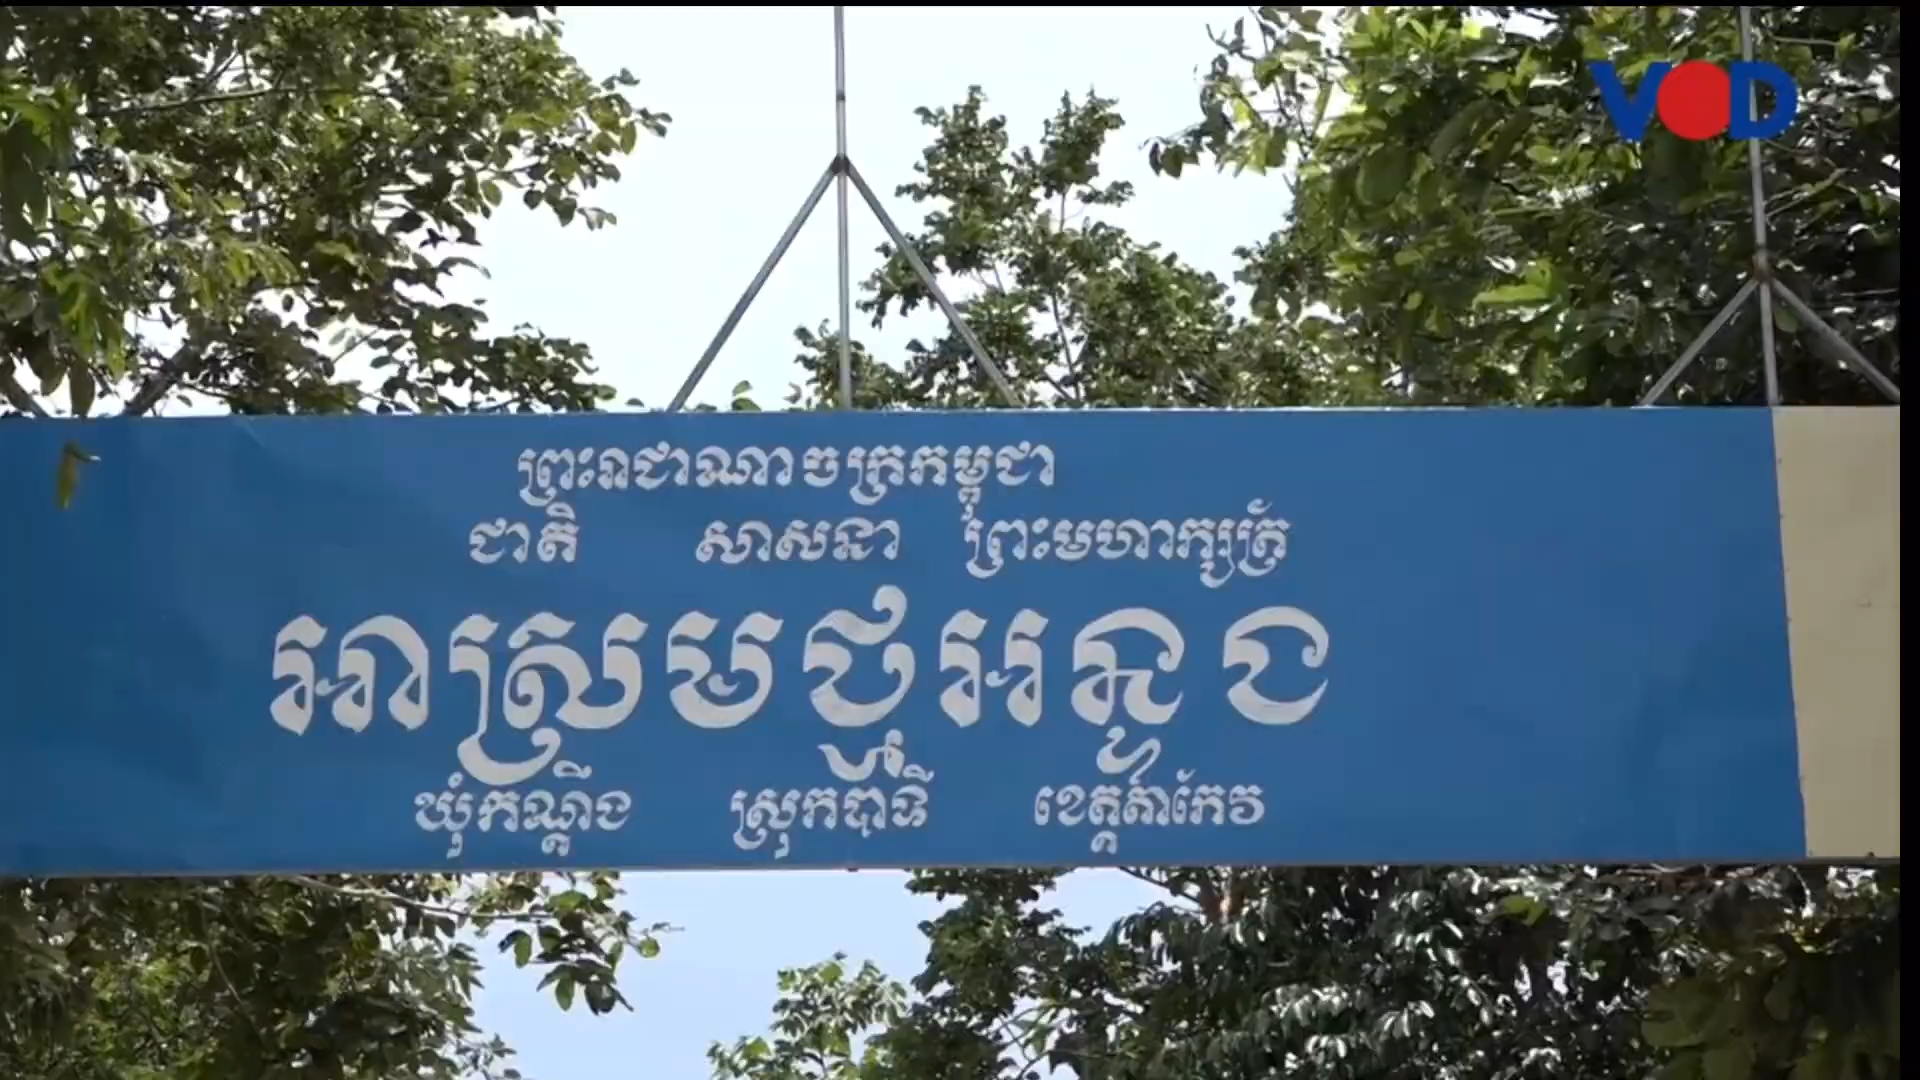 VOD
ព្រះរាជាណាចក្រកម្ពុជា
ជាតិ សាសនា ព្រះមហាក្សត្រ័
អាស្រមថ្មអន្ទង
ឃុំកណ្តឹង ស្រុកបាទី ខេត្តតាកែវ